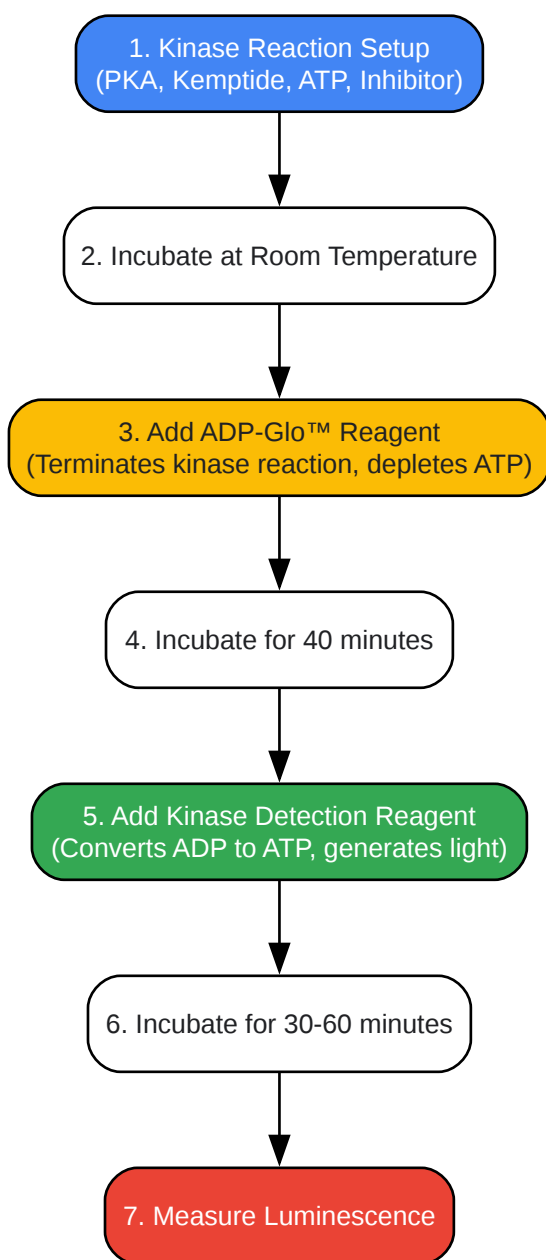 1. Kinase Reaction Setup
(PKA, Kemptide, ATP, Inhibitor)
2. Incubate at Room Temperature
3. Add ADP-Glo™ Reagent
(Terminates kinase reaction, depletes ATP)
4. Incubate for 40 minutes
5. Add Kinase Detection Reagent
(Converts ADP to ATP, generates light)
6. Incubate for 30-60 minutes
7. Measure Luminescence